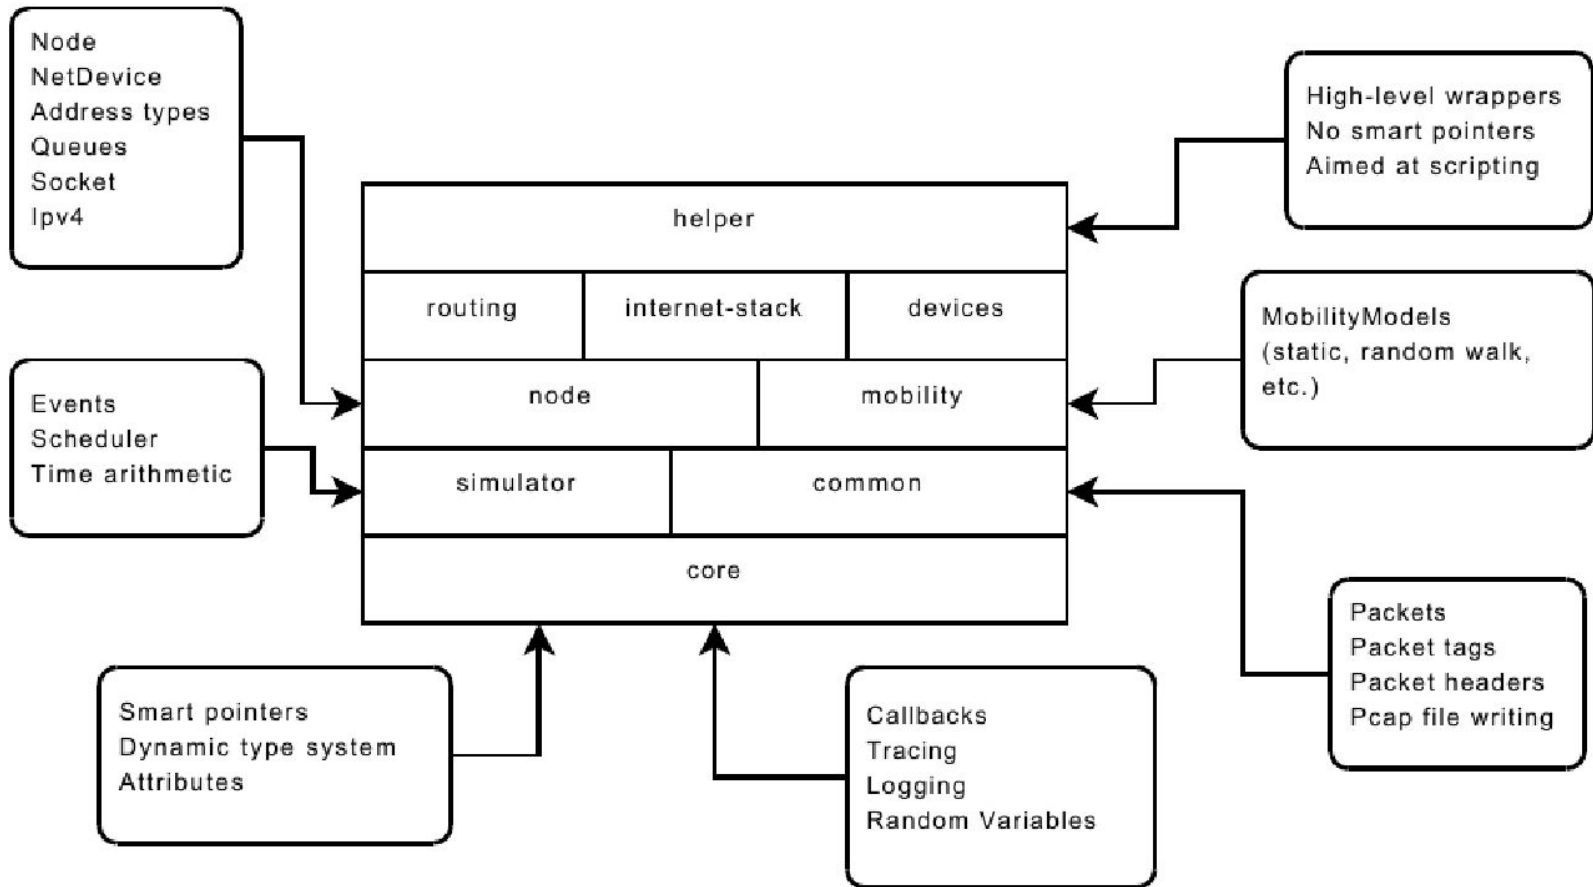 Node
NetDevice
Address types
Queues
Socket
Ipv4
High-level wrappers
No smart pointers
Aimed at scripting
helper
routing
internet-stack
devices
MobilityModels
(static, random walk,
etc.)
node
mobility
Events
Scheduler
Time arithmetic
simulator
common
core
Packets
Packet tags
Packet headers
Pcap file writing
Smart pointers
Dynamic type system
Attributes
Callbacks
Tracing
Logging
Random Variables